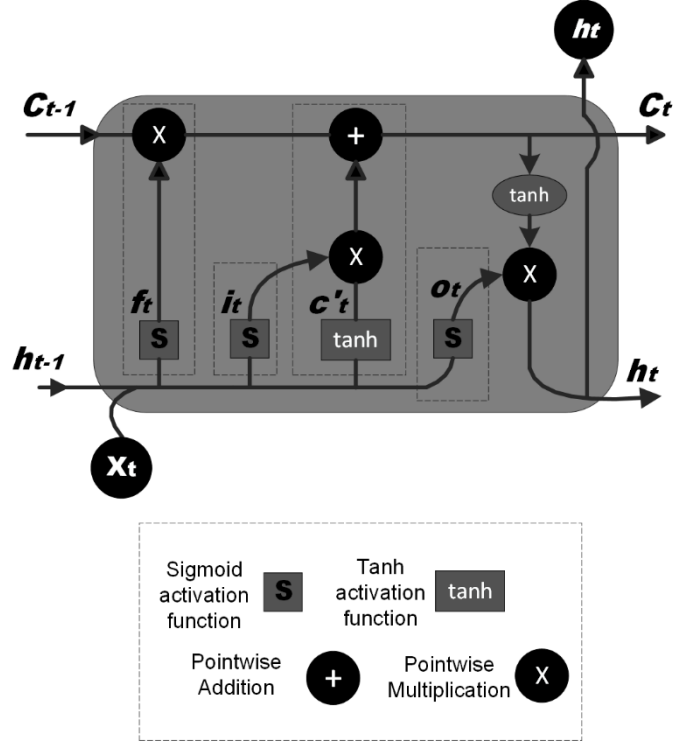 ht
Ct-1
Ct
X
+
tanh
X
X
ft
it
c't
ot
S
S
tanh
S
ht-1
ht
Xt
Sigmoid
activation
function
S
Tanh
activation
function
tanh
Pointwise
Addition
+
Pointwise
Multiplication
X